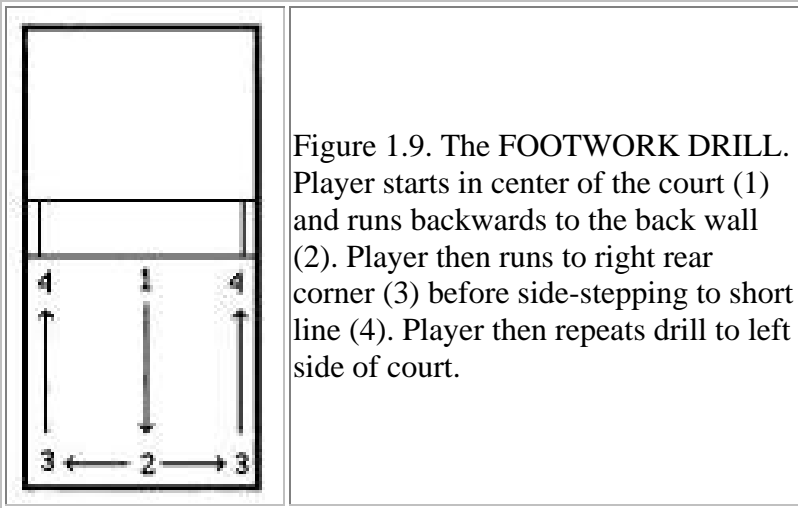 4 1 4
3 2 3
Figure 1.9. The FOOTWORK DRILL.
Player starts in center of the court (1)
and runs backwards to the back wall
(2). Player then runs to right rear
corner (3) before side-stepping to short
line (4). Player then repeats drill to left
side of court.